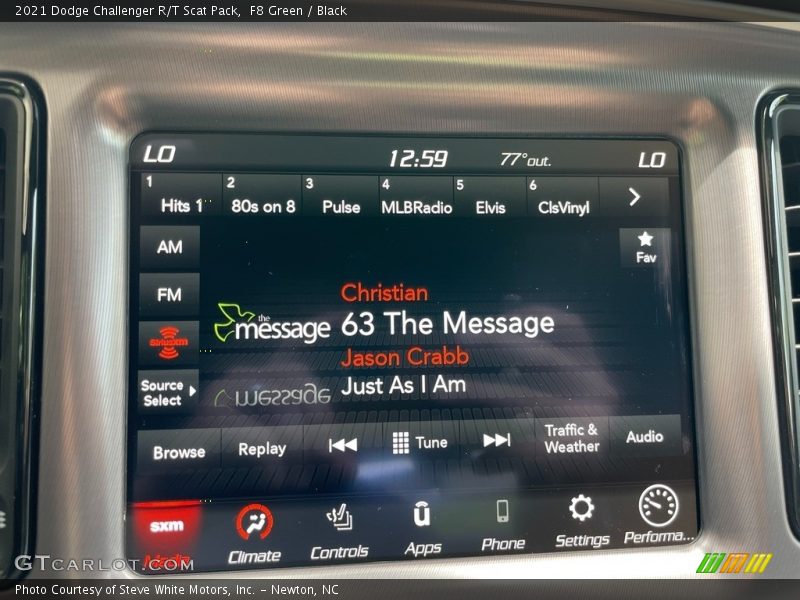 2021 Dodge Challenger R/T Scat Pack,  F8 Green / Black
LO 12:59 77° out. LO
1 Hits 1 2 80s on 8 3 Pulse 4 MLBRadio 5 Elvis 6 ClsVinyl
AM
Fav
FM
Christian
the message 63 The Message
siriusxm
Jason Crabb
Source Select
Just As I Am
message
Browse Replay Tune Traffic & Weather Audio
sxm
Media Climate Controls Apps Phone Settings Performa...
GTcarlot.com
Photo Courtesy of Steve White Motors, Inc. – Newton, NC